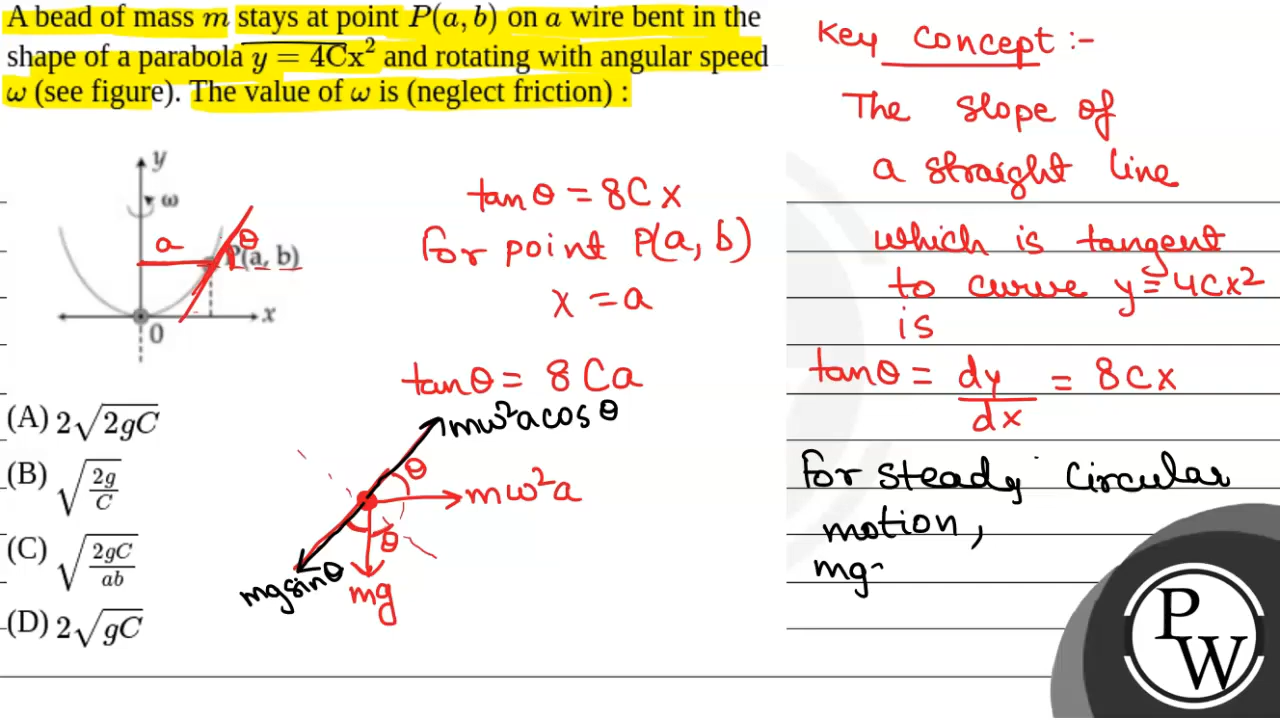 A bead of mass m stays at point P(a, b) on a wire bent in the
shape of a parabola y = 4Cx² and rotating with angular speed
ω (see figure). The value of ω is (neglect friction) :
y
ω
a
θ
P(a, b)
x
0
(A) 2√2gC
(B) √(2g/C)
(C) √(2gC/ab)
(D) 2√gC
tanθ = 8Cx
for point P(a, b)
x = a
tanθ = 8Ca
mω²acosθ
θ
mω²a
θ
mgsinθ
mg
Key Concept :-
The slope of
a straight line
which is tangent
to curve y = 4Cx²
is
tanθ = dy/dx = 8Cx
for steady circular
motion,
mg
PW